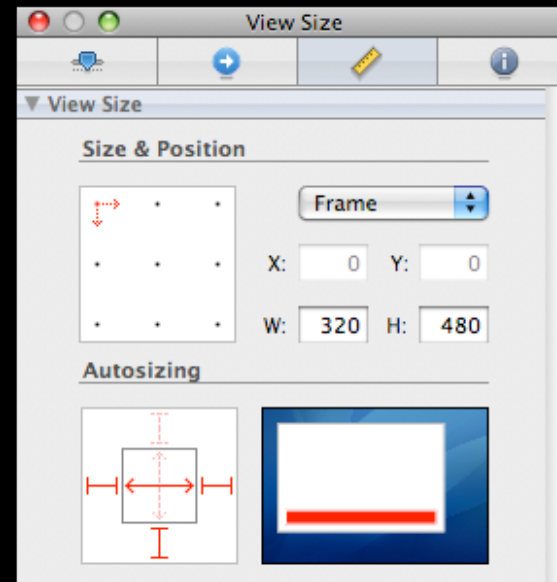 View Size
View Size
Size & Position
Frame
X: 0 Y: 0
W: 320 H: 480
Autosizing